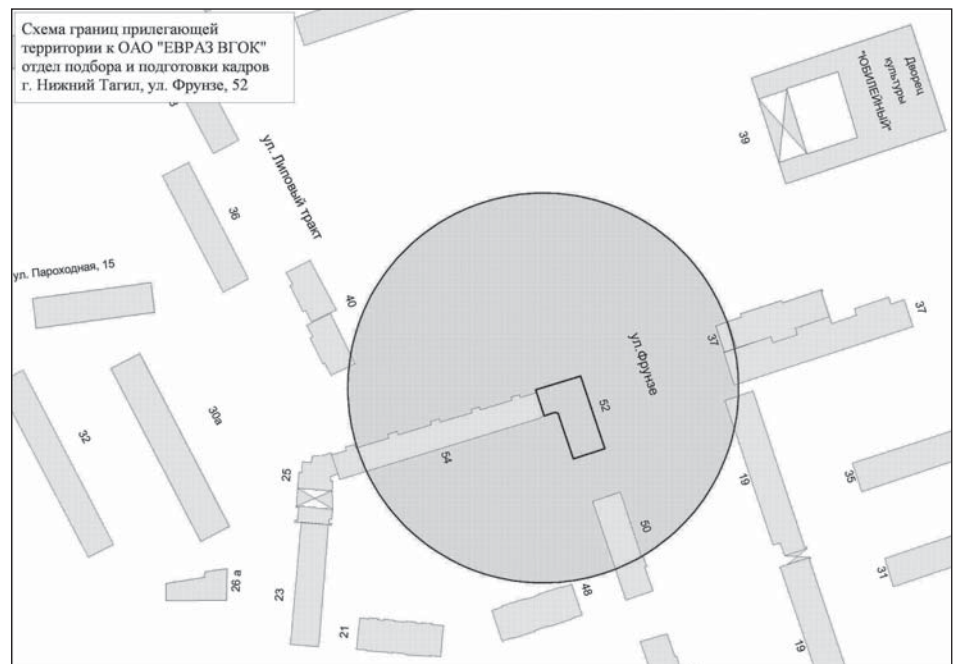 Схема границ прилегающей
территории к ОАО "ЕВРАЗ ВГОК"
отдел подбора и подготовки кадров
г. Нижний Тагил, ул. Фрунзе, 52
Дворец
культуры
"ЮБИЛЕЙНЫЙ"
39
ул. Липовый тракт
36
ул. Пароходная, 15
40
37
37
ул.Фрунзе
52
32
30а
54
25
19
35
50
31
26 а
23
48
21
19